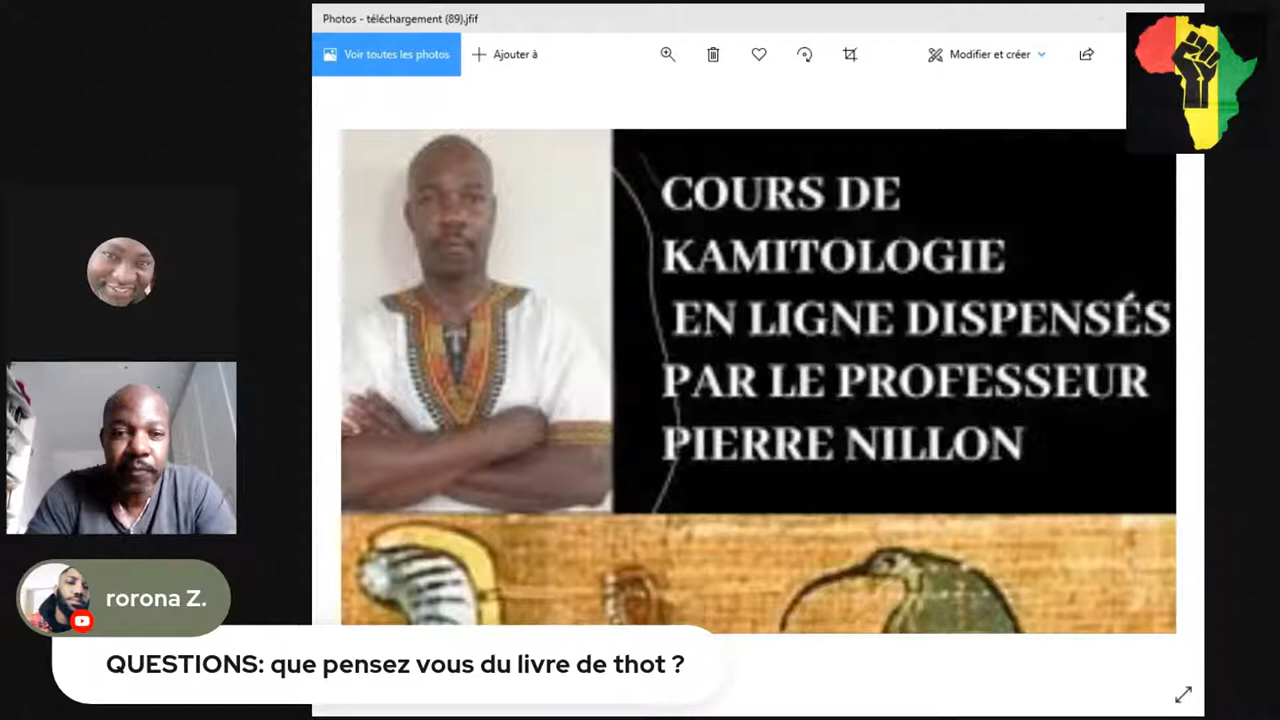 Photos - téléchargement (89).jfif
Voir toutes les photos
Ajouter à
Modifier et créer
COURS DE
KAMITOLOGIE
EN LIGNE DISPENSÉS
PAR LE PROFESSEUR
PIERRE NILLON
rorona Z.
QUESTIONS: que pensez vous du livre de thot ?